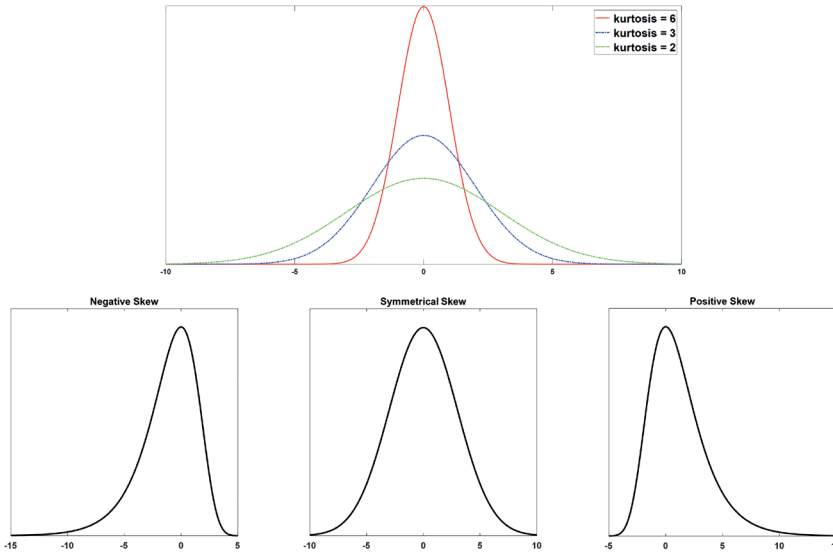 kurtosis = 6
kurtosis = 3
kurtosis = 2
-10 -5 0 5 10
Negative Skew
Symmetrical Skew
Positive Skew
-15 -10 -5 0 5
-10 -5 0 5 10
-5 0 5 10